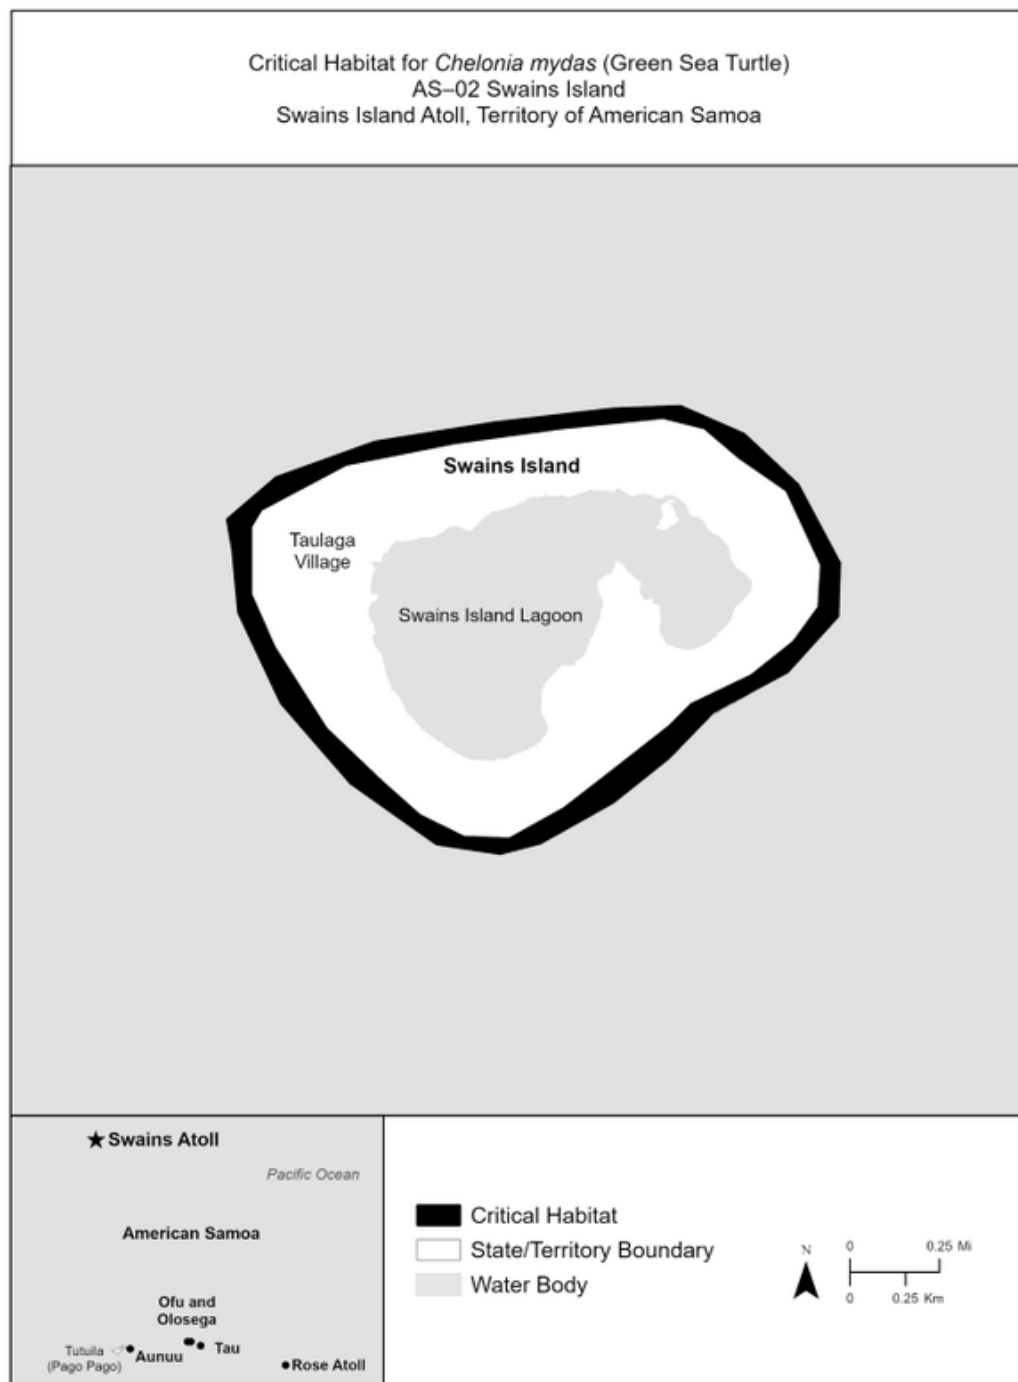 Critical Habitat for Chelonia mydas (Green Sea Turtle)
AS–02 Swains Island
Swains Island Atoll, Territory of American Samoa
Swains Island
Taulaga
Village
Swains Island Lagoon
Swains Atoll
Pacific Ocean
American Samoa
Ofu and
Olosega
Tutuila
(Pago Pago)
Aunuu
Tau
Rose Atoll
Critical Habitat
State/Territory Boundary
Water Body
N
0 0.25 Mi
0 0.25 Km